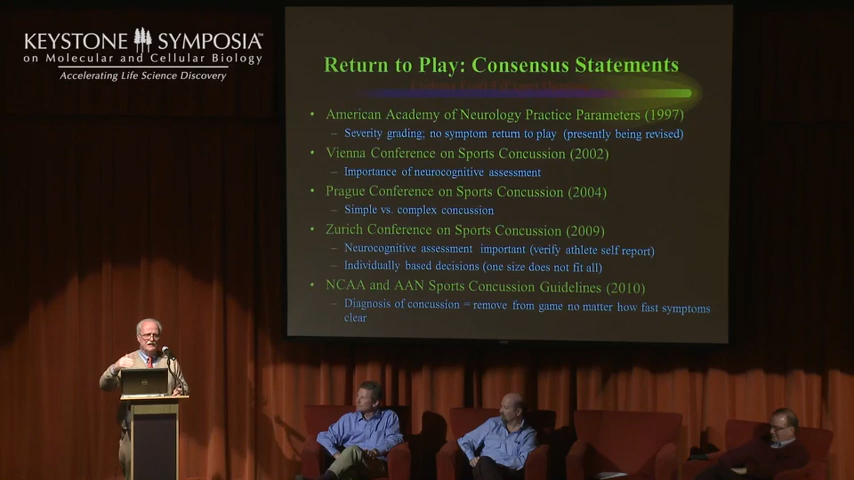 KEYSTONE SYMPOSIA™
on Molecular and Cellular Biology
Accelerating Life Science Discovery
Return to Play: Consensus Statements
• American Academy of Neurology Practice Parameters (1997)
– Severity grading; no symptom return to play (presently being revised)
• Vienna Conference on Sports Concussion (2002)
– Importance of neurocognitive assessment
• Prague Conference on Sports Concussion (2004)
– Simple vs. complex concussion
• Zurich Conference on Sports Concussion (2009)
– Neurocognitive assessment important (verify athlete self report)
– Individually based decisions (one size does not fit all)
• NCAA and AAN Sports Concussion Guidelines (2010)
– Diagnosis of concussion = remove from game no matter how fast symptoms
clear